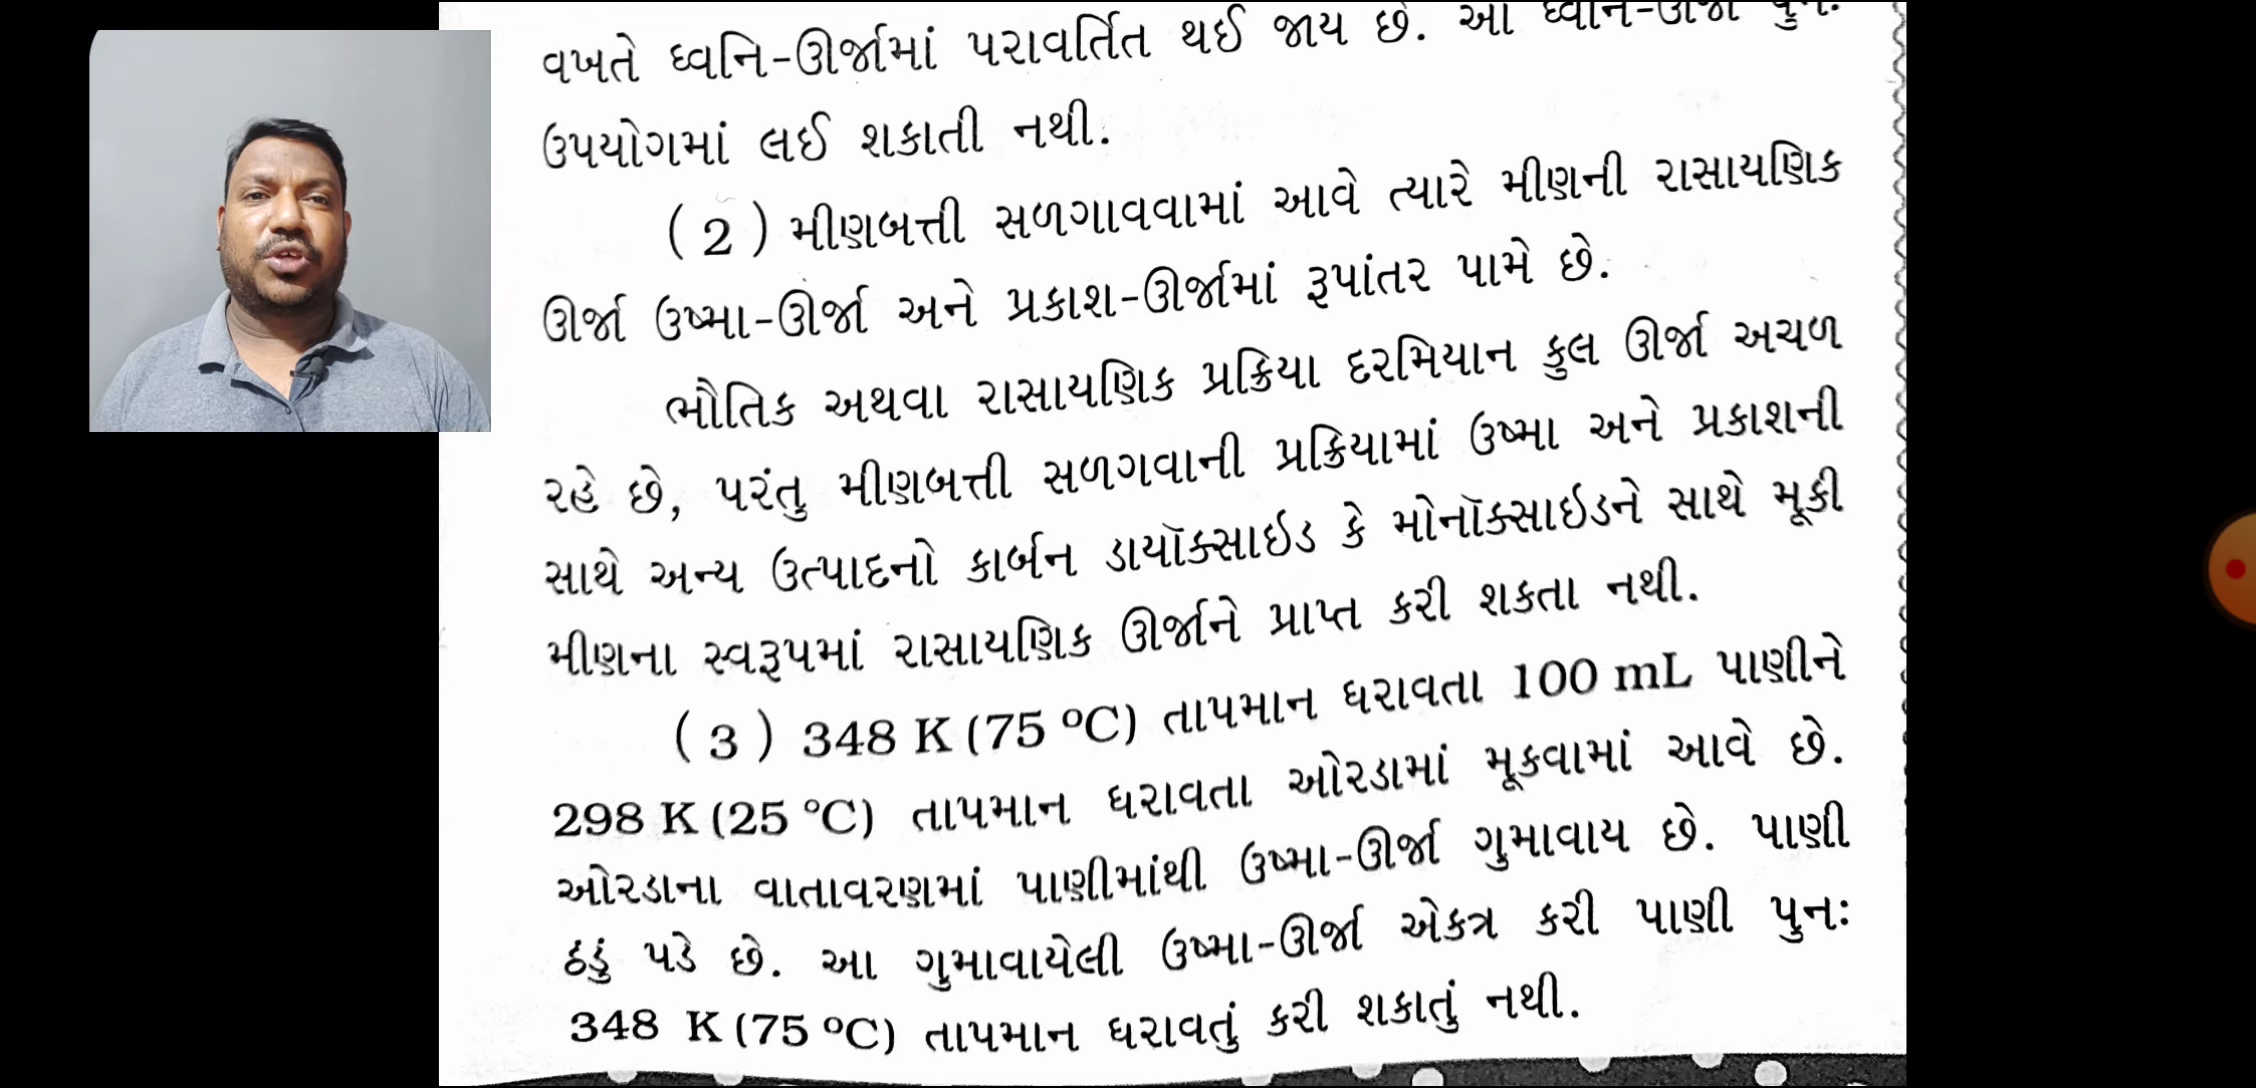 વખતે ધ્વનિ-ઊર્જામાં પરાવર્તિત થઈ જાય છે. આ ધ્વનિ-ઊર્જા પુનઃ
ઉપયોગમાં લઈ શકાતી નથી.
( 2 ) મીણબત્તી સળગાવવામાં આવે ત્યારે મીણની રાસાયણિક
ઊર્જા ઉષ્મા-ઊર્જા અને પ્રકાશ-ઊર્જામાં રૂપાંતર પામે છે.
ભૌતિક અથવા રાસાયણિક પ્રક્રિયા દરમિયાન કુલ ઊર્જા અચળ
રહે છે, પરંતુ મીણબત્તી સળગવાની પ્રક્રિયામાં ઉષ્મા અને પ્રકાશની
સાથે અન્ય ઉત્પાદનો કાર્બન ડાયૉક્સાઇડ કે મોનૉક્સાઇડને સાથે મૂકી
મીણના સ્વરૂપમાં રાસાયણિક ઊર્જાને પ્રાપ્ત કરી શકતા નથી.
( 3 ) 348 K (75 ºC) તાપમાન ધરાવતા 100 mL પાણીને
298 K (25 °C) તાપમાન ધરાવતા ઓરડામાં મૂકવામાં આવે છે.
ઓરડાના વાતાવરણમાં પાણીમાંથી ઉષ્મા-ઊર્જા ગુમાવાય છે. પાણી
ઠંડું પડે છે. આ ગુમાવાયેલી ઉષ્મા-ઊર્જા એકત્ર કરી પાણી પુનઃ
348 K (75 ºC) તાપમાન ધરાવતું કરી શકાતું નથી.